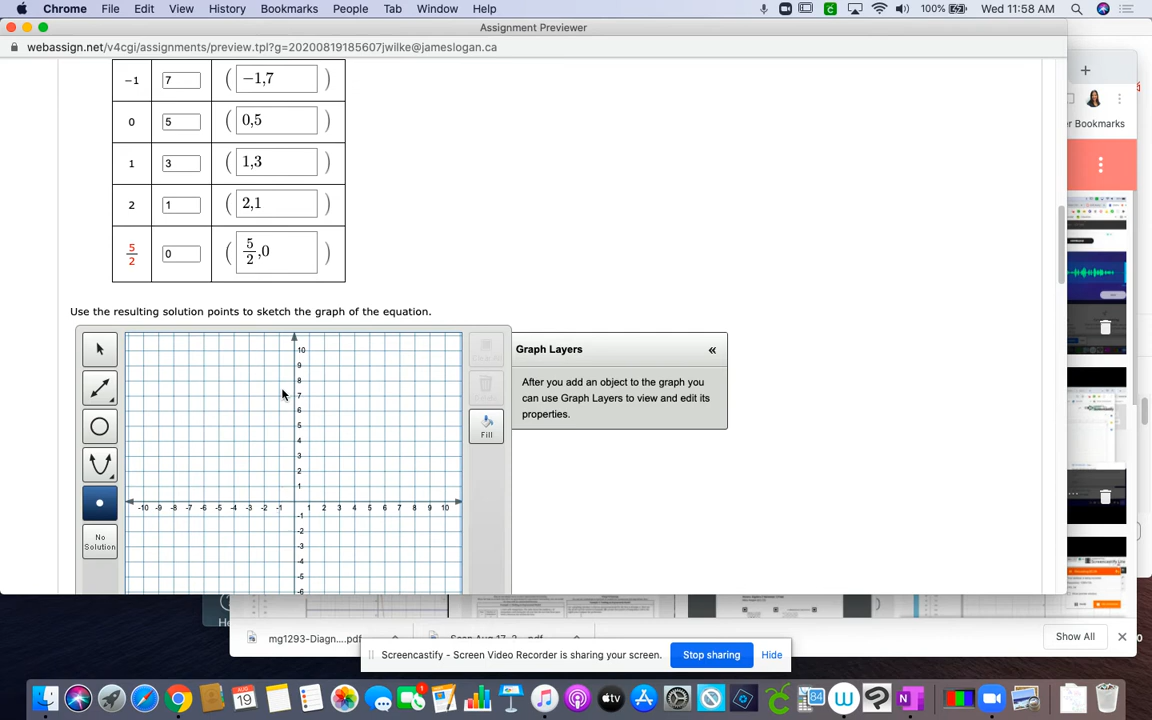 Chrome File Edit View History Bookmarks People Tab Window Help 100% Wed 11:58 AM
Assignment Previewer
webassign.net/v4cgi/assignments/preview.tpl?g=20200819185607jwilke@jameslogan.ca
−1 7 ( −1,7 )
0 5 ( 0,5 )
1 3 ( 1,3 )
2 1 ( 2,1 )
5/2 0 ( 5/2 ,0 )
Use the resulting solution points to sketch the graph of the equation.
Graph Layers «
After you add an object to the graph you
can use Graph Layers to view and edit its
properties.
Fill
No
Solution
10
9
8
7
6
5
4
3
2
1
-10 -9 -8 -7 -6 -5 -4 -3 -2 -1 1 2 3 4 5 6 7 8 9 10
-1
-2
-3
-4
-5
-6
er Bookmarks
He
mg1293-Diagn....pdf
Show All
Screencastify - Screen Video Recorder is sharing your screen. Stop sharing Hide
AUG
19
1
84
tv
W
N